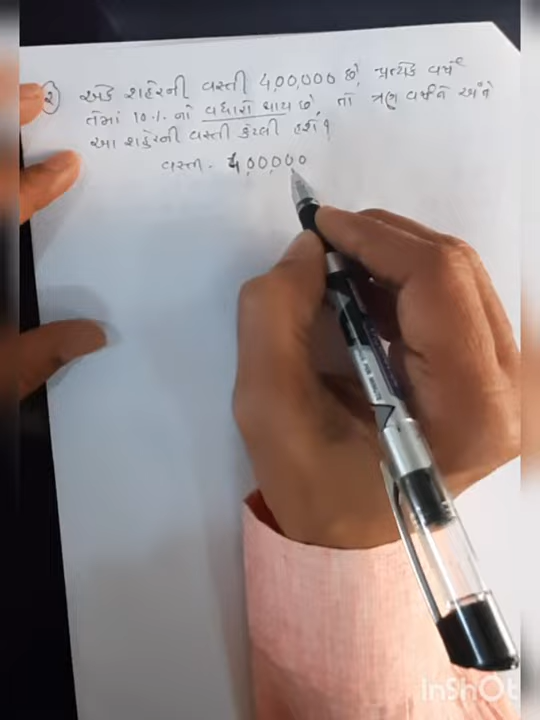 ૨ એક શહેરની વસ્તી 4,00,000 છે, પ્રત્યેક વર્ષે
તેમાં 10% નો વધારો થાય છે, તો ત્રણ વર્ષને અંતે
આ શહેરની વસ્તી કેટલી હશે?
વસ્તી - 4,00,000
InShOt